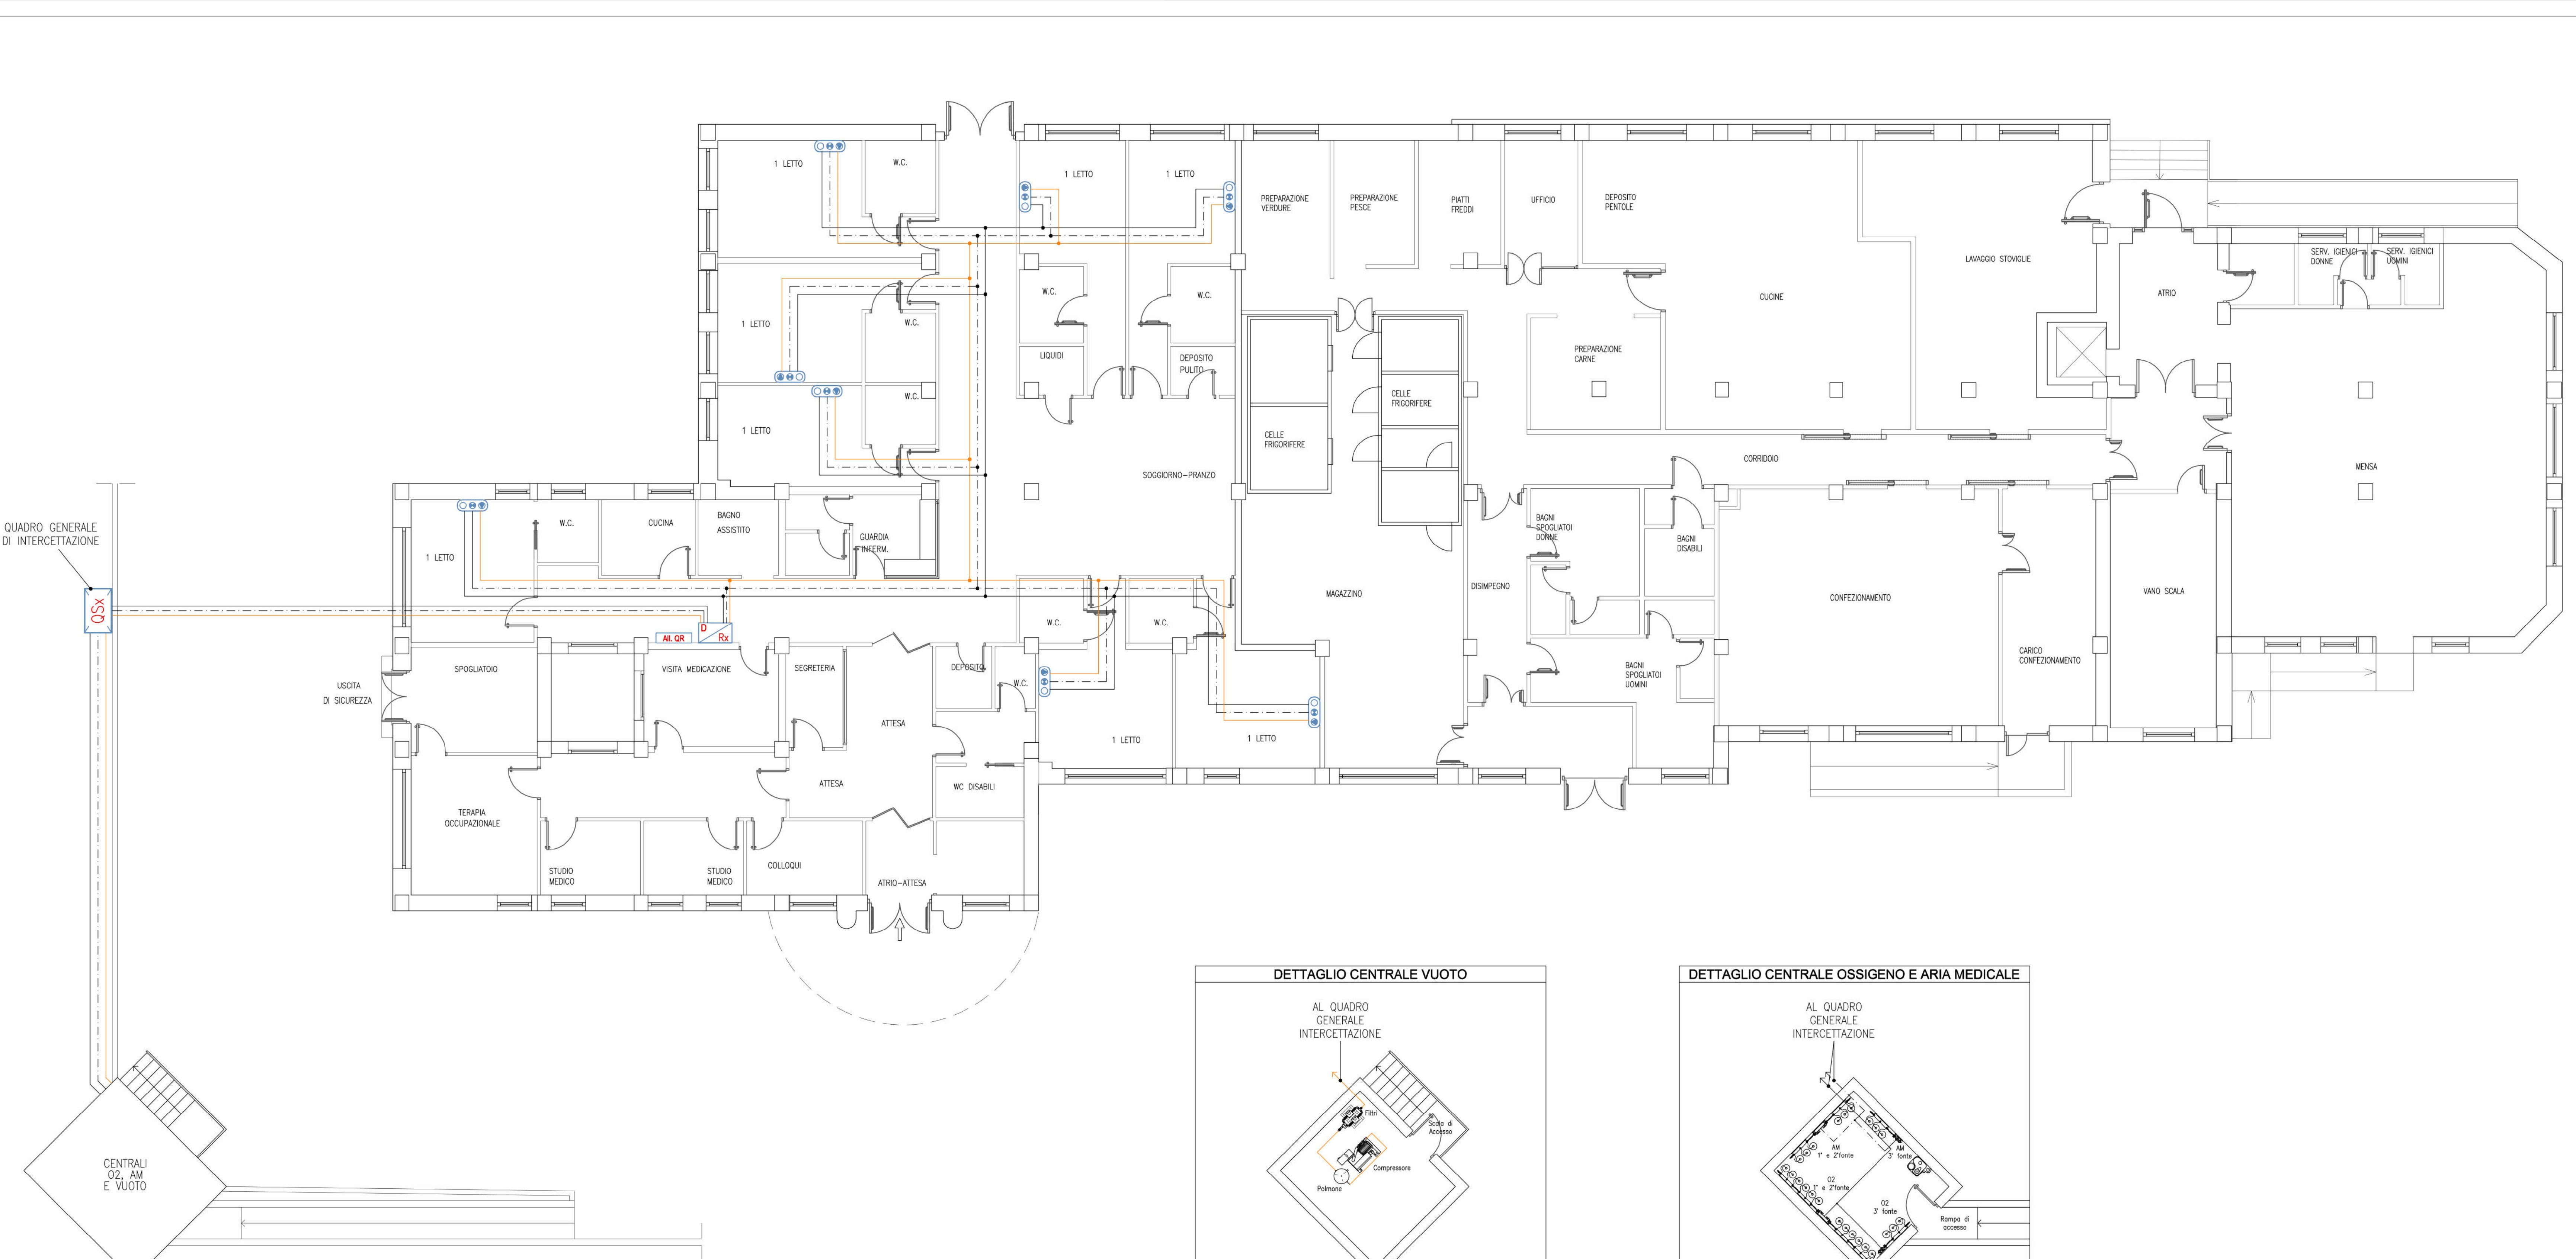 1 LETTO
W.C.
1 LETTO
1 LETTO
PREPARAZIONE
VERDURE
PREPARAZIONE
PESCE
PIATTI
FREDDI
UFFICIO
DEPOSITO
PENTOLE
LAVAGGIO STOVIGLIE
SERV. IGIENICI
DONNE
SERV. IGIENICI
UOMINI
ATRIO
CUCINE
W.C.
W.C.
1 LETTO
W.C.
LIQUIDI
DEPOSITO
PULITO
PREPARAZIONE
CARNE
CELLE
FRIGORIFERE
W.C.
1 LETTO
CELLE
FRIGORIFERE
CORRIDOIO
MENSA
SOGGIORNO-PRANZO
QUADRO GENERALE
DI INTERCETTAZIONE
W.C.
CUCINA
BAGNO
ASSISTITO
GUARDIA
INFERM.
1 LETTO
BAGNI
SPOGLIATOI
DONNE
BAGNI
DISABILI
DISIMPEGNO
MAGAZZINO
CONFEZIONAMENTO
VANO SCALA
QSx
W.C.
W.C.
All. QR
D
Rx
CARICO
CONFEZIONAMENTO
SPOGLIATOIO
VISITA MEDICAZIONE
SEGRETERIA
DEPOSITO
W.C.
BAGNI
SPOGLIATOI
UOMINI
USCITA
DI SICUREZZA
ATTESA
1 LETTO
1 LETTO
ATTESA
WC DISABILI
TERAPIA
OCCUPAZIONALE
STUDIO
MEDICO
STUDIO
MEDICO
COLLOQUI
ATRIO-ATTESA
CENTRALI
O2, AM
E VUOTO
DETTAGLIO CENTRALE VUOTO
AL QUADRO
GENERALE
INTERCETTAZIONE
Filtri
Scala di
Accesso
Compressore
Polmone
DETTAGLIO CENTRALE OSSIGENO E ARIA MEDICALE
AL QUADRO
GENERALE
INTERCETTAZIONE
AM
1° e 2°fonte
AM
3° fonte
O2
1° e 2°fonte
O2
3° fonte
Rampa di
accesso